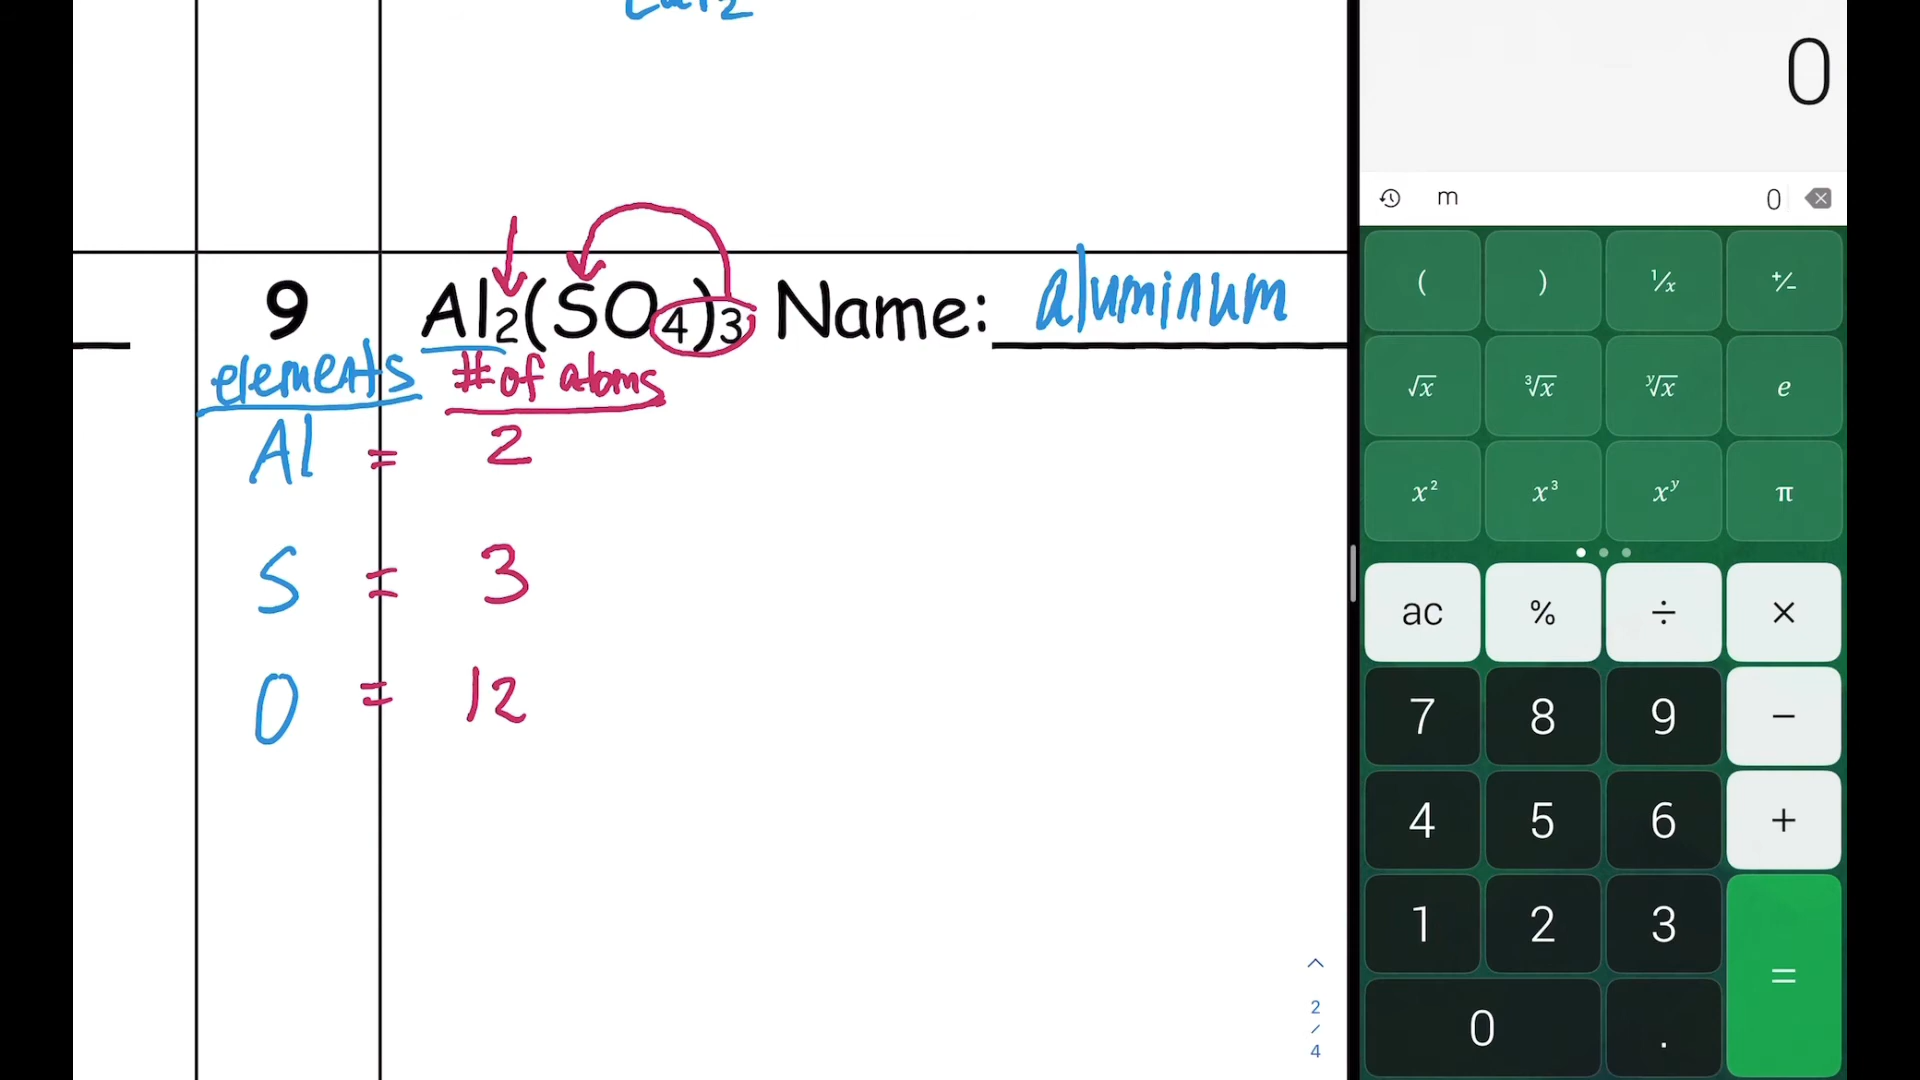 9 Al₂(SO₄)₃ Name: aluminum
elements # of atoms
Al = 2
S = 3
O = 12
2
/
4
0
m 0
( ) ¹/x +/-
√x ³√x ʸ√x e
x² x³ xʸ π
ac % ÷ ×
7 8 9 −
4 5 6 +
1 2 3 =
0 .